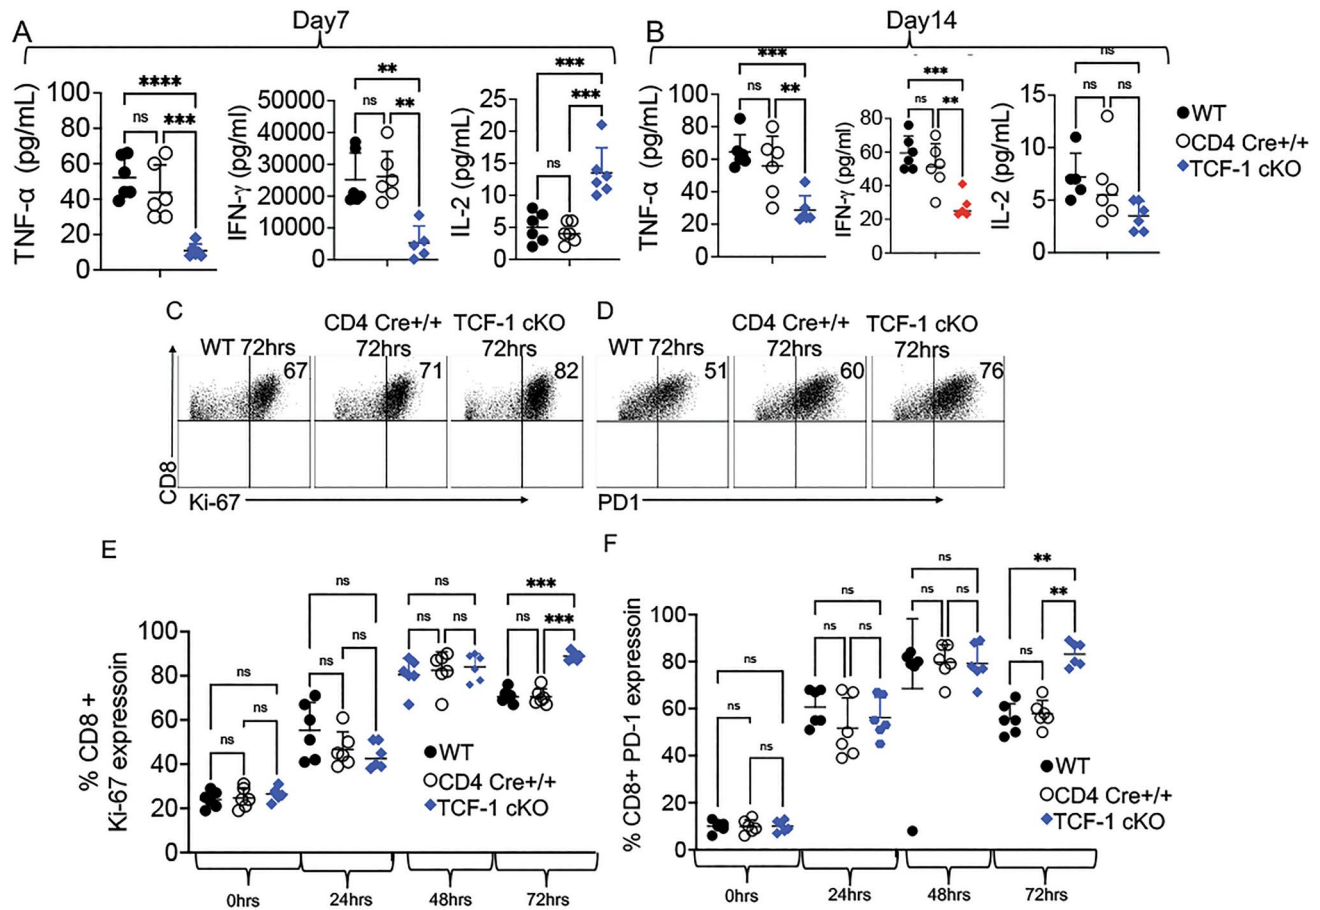 A
Day7
B
Day14
****
ns
***
TNF-α (pg/mL)
100
80
60
40
20
0
**
ns
**
IFN-γ (pg/ml)
50000
40000
30000
20000
10000
0
***
***
ns
IL-2 (pg/mL)
25
20
15
10
5
0
***
ns
**
TNF-α (pg/mL)
100
80
60
40
20
0
***
ns
**
IFN-γ (pg/ml)
80
60
40
20
0
ns
ns
ns
IL-2 (pg/mL)
15
10
5
0
WT
CD4 Cre+/+
TCF-1 cKO
C
WT 72hrs
CD4 Cre+/+
72hrs
TCF-1 cKO
72hrs
67
71
82
CD8
Ki-67
D
WT 72hrs
CD4 Cre+/+
72hrs
TCF-1 cKO
72hrs
51
60
76
PD1
E
% CD8 +
Ki-67 expressoin
100
80
60
40
20
0
ns
ns
ns
ns
ns
ns
ns
ns
ns
***
ns
***
WT
CD4 Cre+/+
TCF-1 cKO
0hrs
24hrs
48hrs
72hrs
F
% CD8+ PD-1 expressoin
100
80
60
40
20
0
ns
ns
ns
ns
ns
ns
ns
ns
ns
**
**
ns
WT
CD4 Cre+/+
TCF-1 cKO
0hrs
24hrs
48hrs
72hrs